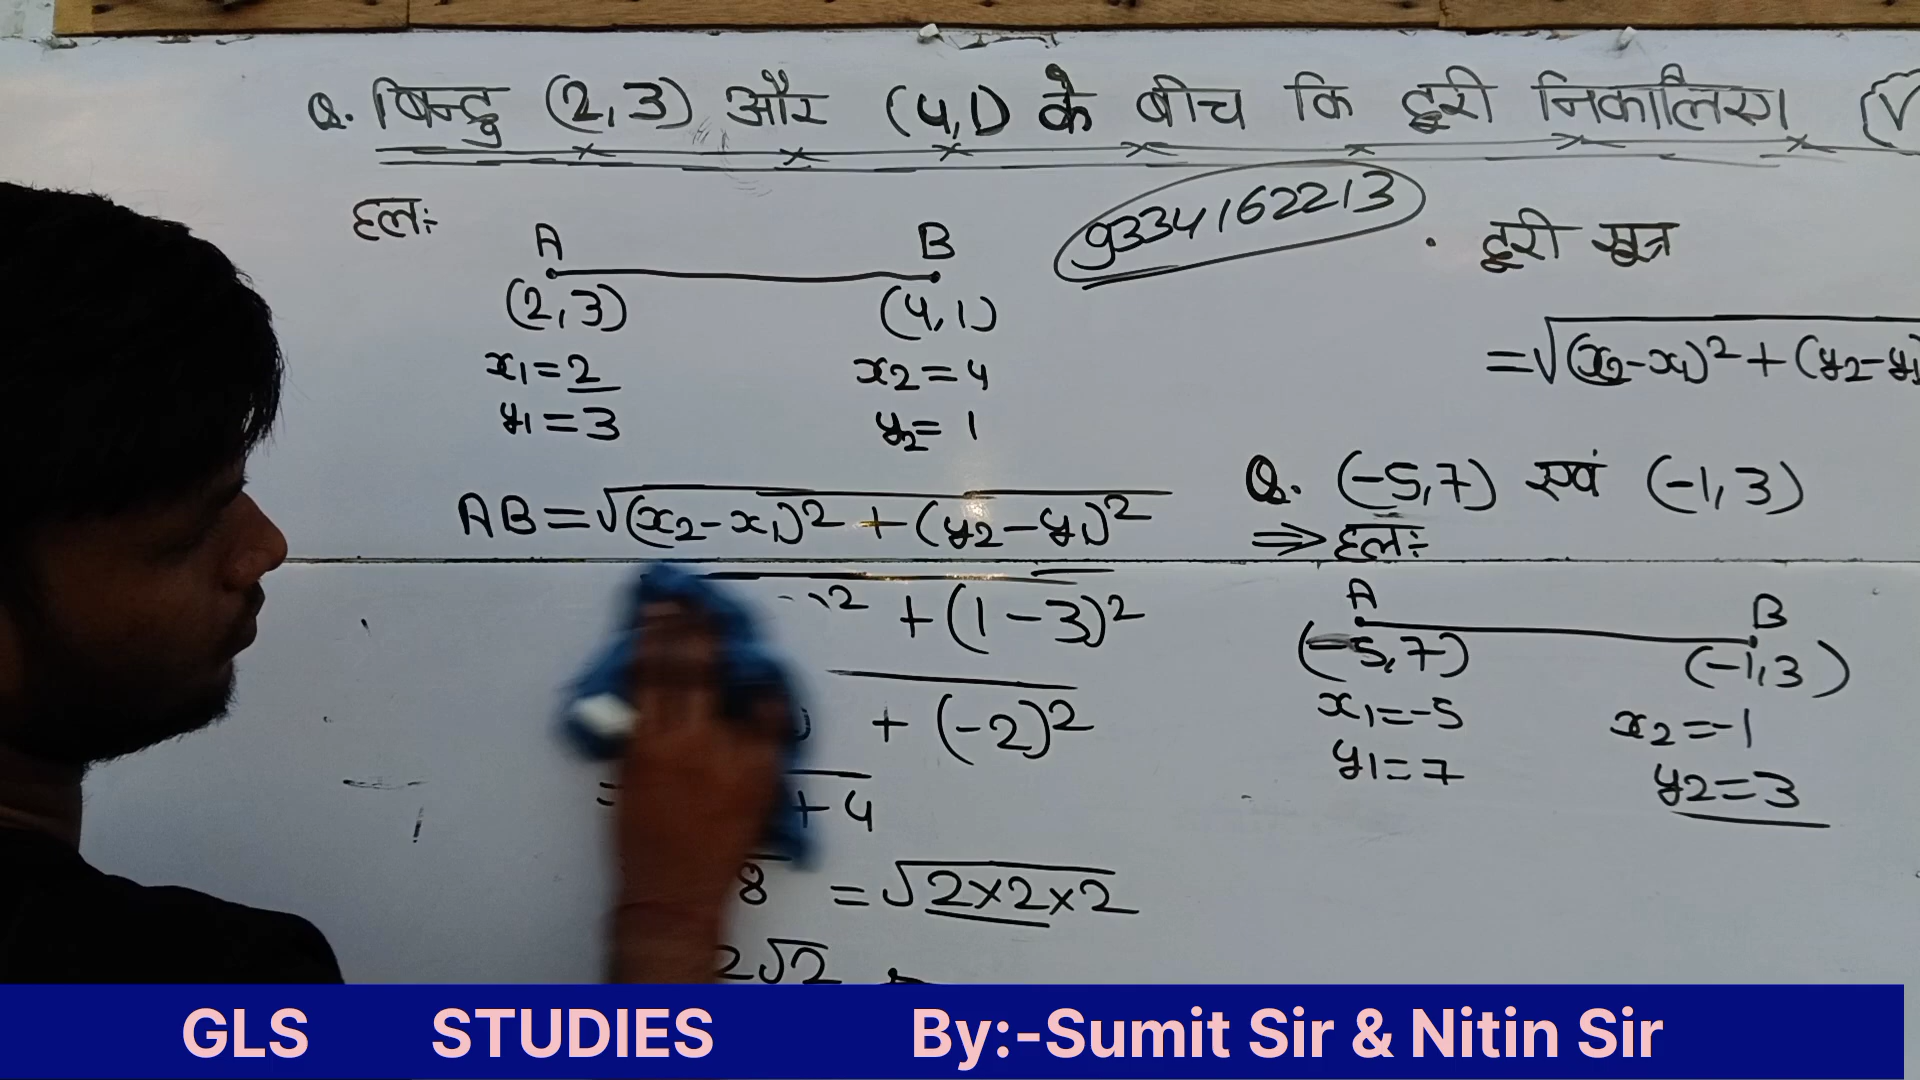 Q. बिन्दु (2,3) और (4,1) के बीच कि दूरी निकालिए।
हल:-
A B
(2,3) (4,1)
x₁=2 x₂=4
y₁=3 y₂=1
AB=√(x₂-x₁)²+(y₂-y₁)²
² +(1-3)²
+(-2)²
= +4
8 =√2×2×2
2√2
9334162213
दूरी सूत्र
=√(x₂-x₁)²+(y₂-y₁)
Q. (-5,7) एवं (-1,3)
⇒ हल:-
A B
(-5,7) (-1,3)
x₁=-5 x₂=-1
y₁=7 y₂=3
GLS STUDIES By:-Sumit Sir & Nitin Sir